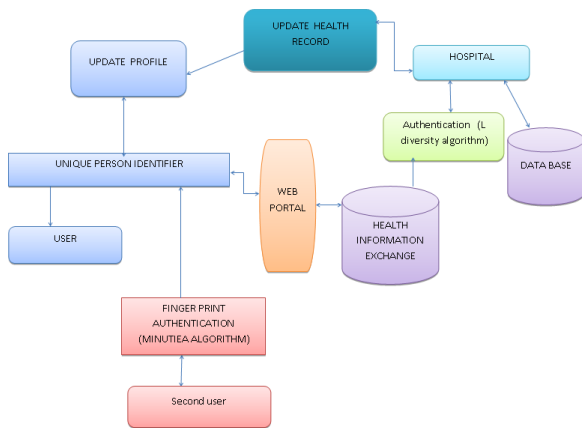 UPDATE HEALTH
RECORD
UPDATE PROFILE
HOSPITAL
Authentication (L
diversity algorithm)
DATA BASE
UNIQUE PERSON IDENTIFIER
WEB
PORTAL
HEALTH
INFORMATION
EXCHANGE
USER
FINGER PRINT
AUTHENTICATION
(MINUTIEA ALGORITHM)
Second user